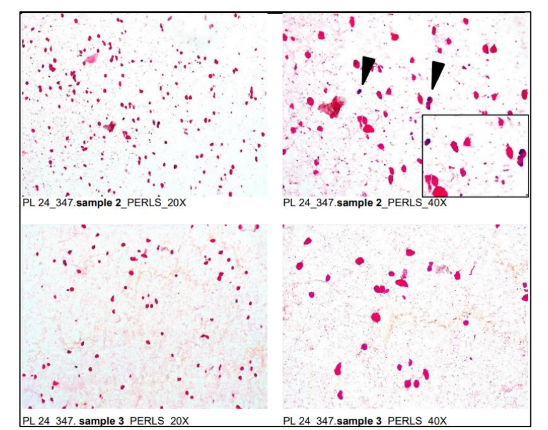 PL 24_347.sample 2_PERLS_20X
PL 24_347.sample 2_PERLS_40X
PL 24_347.sample 3_PERLS_20X
PL 24_347.sample 3_PERLS_40X